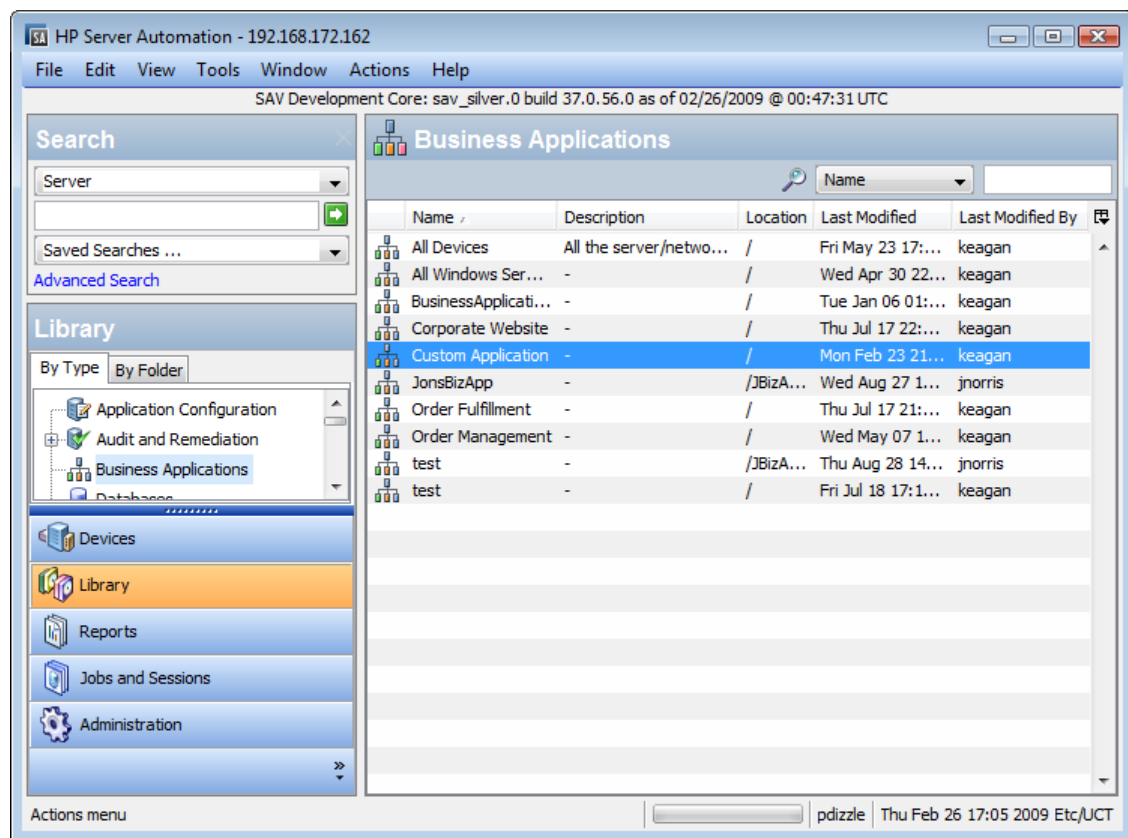 SA HP Server Automation - 192.168.172.162
File Edit View Tools Window Actions Help
SAV Development Core: sav_silver.0 build 37.0.56.0 as of 02/26/2009 @ 00:47:31 UTC
Search
Server
Saved Searches ...
Advanced Search
Library
By Type By Folder
Application Configuration
Audit and Remediation
Business Applications
Databases
Devices
Library
Reports
Jobs and Sessions
Administration
»
Business Applications
Name
Name Description Location Last Modified Last Modified By
All Devices All the server/netwo... / Fri May 23 17:... keagan
All Windows Ser... - / Wed Apr 30 22... keagan
BusinessApplicati... - / Tue Jan 06 01:... keagan
Corporate Website - / Thu Jul 17 22:... keagan
Custom Application - / Mon Feb 23 21... keagan
JonsBizApp - /JBizA... Wed Aug 27 1... jnorris
Order Fulfillment - / Thu Jul 17 21:... keagan
Order Management - / Wed May 07 1... keagan
test - /JBizA... Thu Aug 28 14... jnorris
test - / Fri Jul 18 17:1... keagan
Actions menu
pdizzle Thu Feb 26 17:05 2009 Etc/UCT